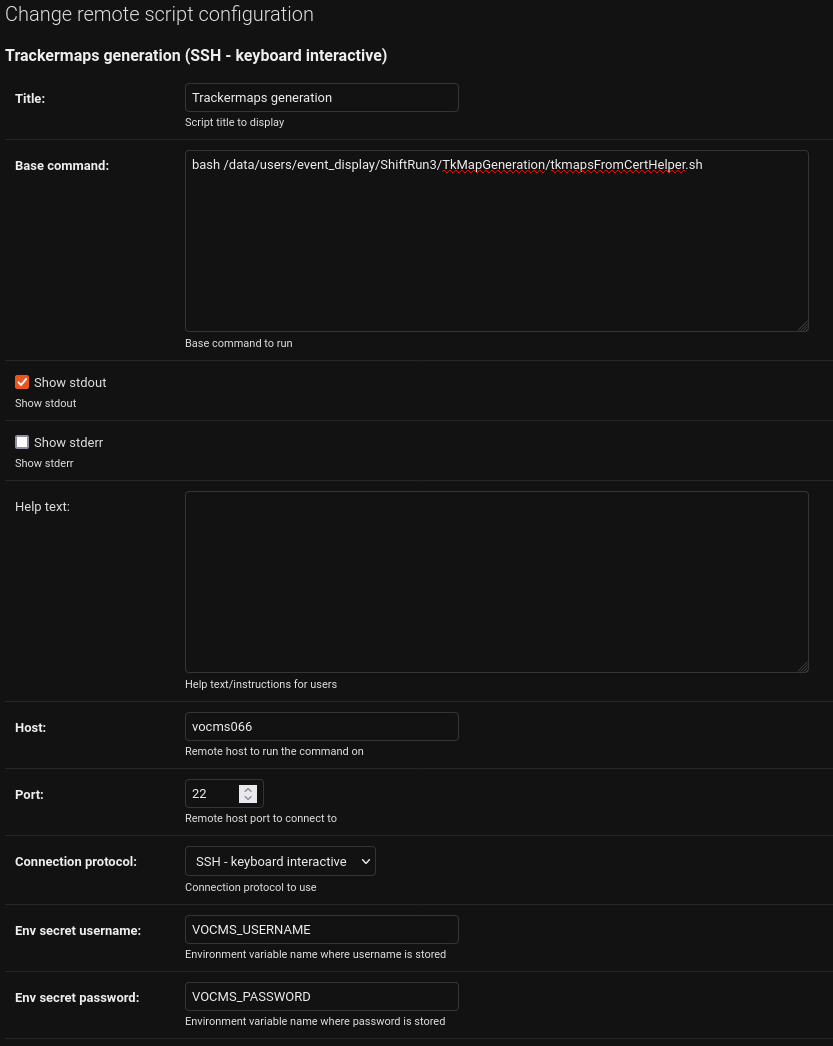 Change remote script configuration
Trackermaps generation (SSH - keyboard interactive)
Title:
Trackermaps generation
Script title to display
Base command:
bash /data/users/event_display/ShiftRun3/TkMapGeneration/tkmapsFromCertHelper.sh
Base command to run
Show stdout
Show stdout
Show stderr
Show stderr
Help text:
Help text/instructions for users
Host:
vocms066
Remote host to run the command on
Port:
22
Remote host port to connect to
Connection protocol:
SSH - keyboard interactive
Connection protocol to use
Env secret username:
VOCMS_USERNAME
Environment variable name where username is stored
Env secret password:
VOCMS_PASSWORD
Environment variable name where password is stored